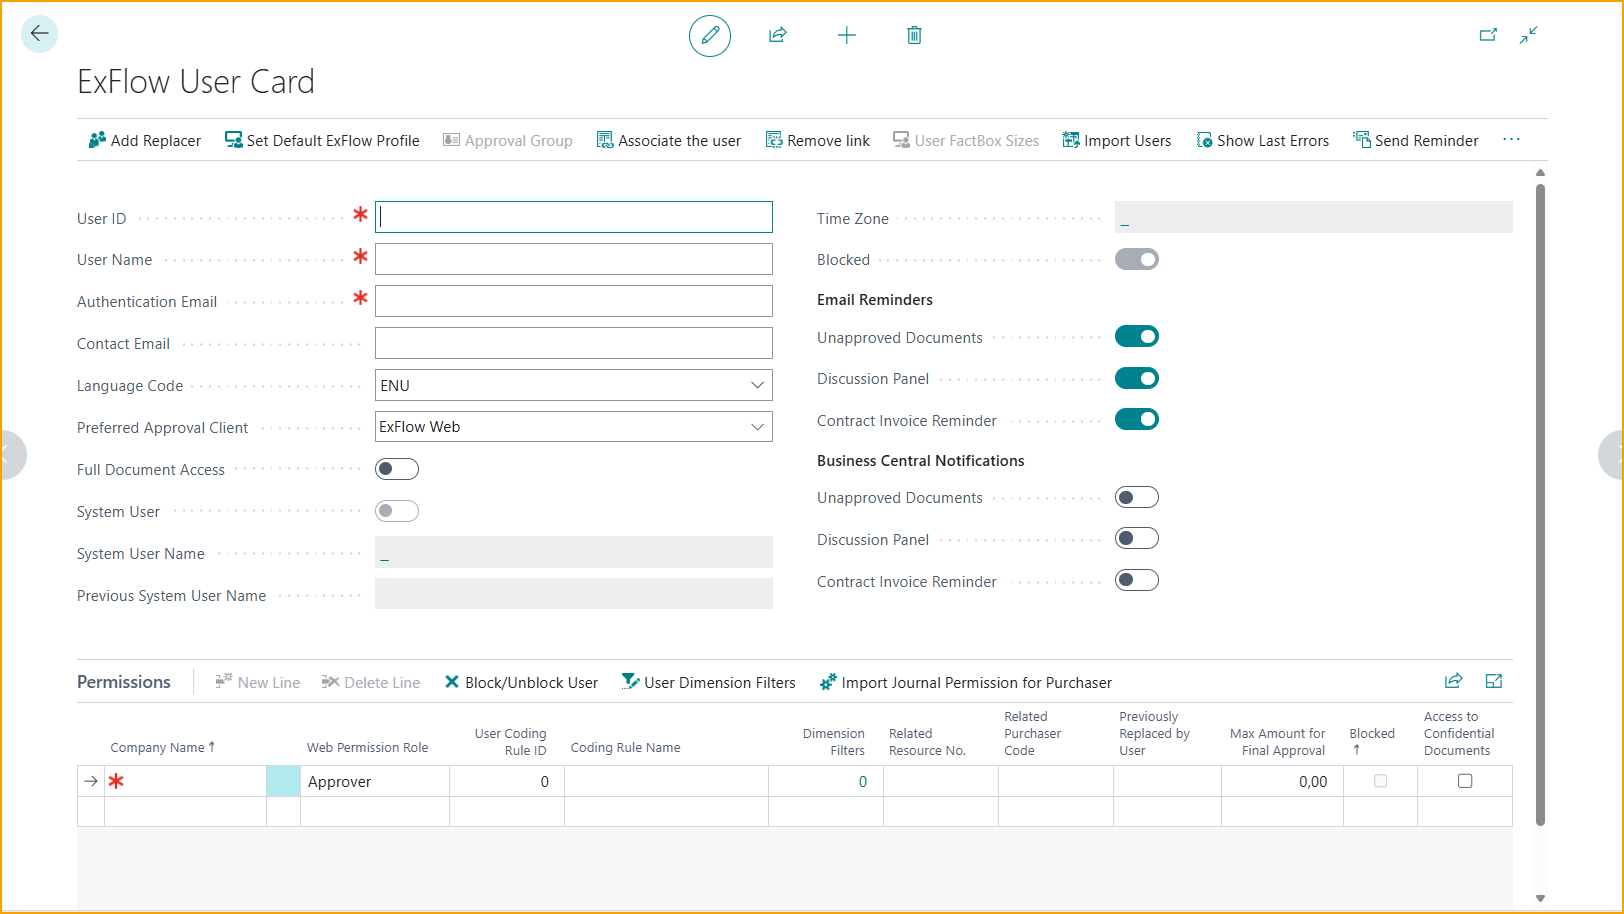 ExFlow User Card
Add Replacer Set Default ExFlow Profile Approval Group Associate the user Remove link User FactBox Sizes Import Users Show Last Errors Send Reminder ...
User ID *
User Name *
Authentication Email *
Contact Email
Language Code ENU
Preferred Approval Client ExFlow Web
Full Document Access
System User
System User Name _
Previous System User Name
Time Zone _
Blocked
Email Reminders
Unapproved Documents
Discussion Panel
Contract Invoice Reminder
Business Central Notifications
Unapproved Documents
Discussion Panel
Contract Invoice Reminder
Permissions New Line Delete Line Block/Unblock User User Dimension Filters Import Journal Permission for Purchaser
Company Name ↑ Web Permission Role User Coding Rule ID Coding Rule Name Dimension Filters Related Resource No. Related Purchaser Code Previously Replaced by User Max Amount for Final Approval Blocked ↑ Access to Confidential Documents
→ * Approver 0 0 0,00